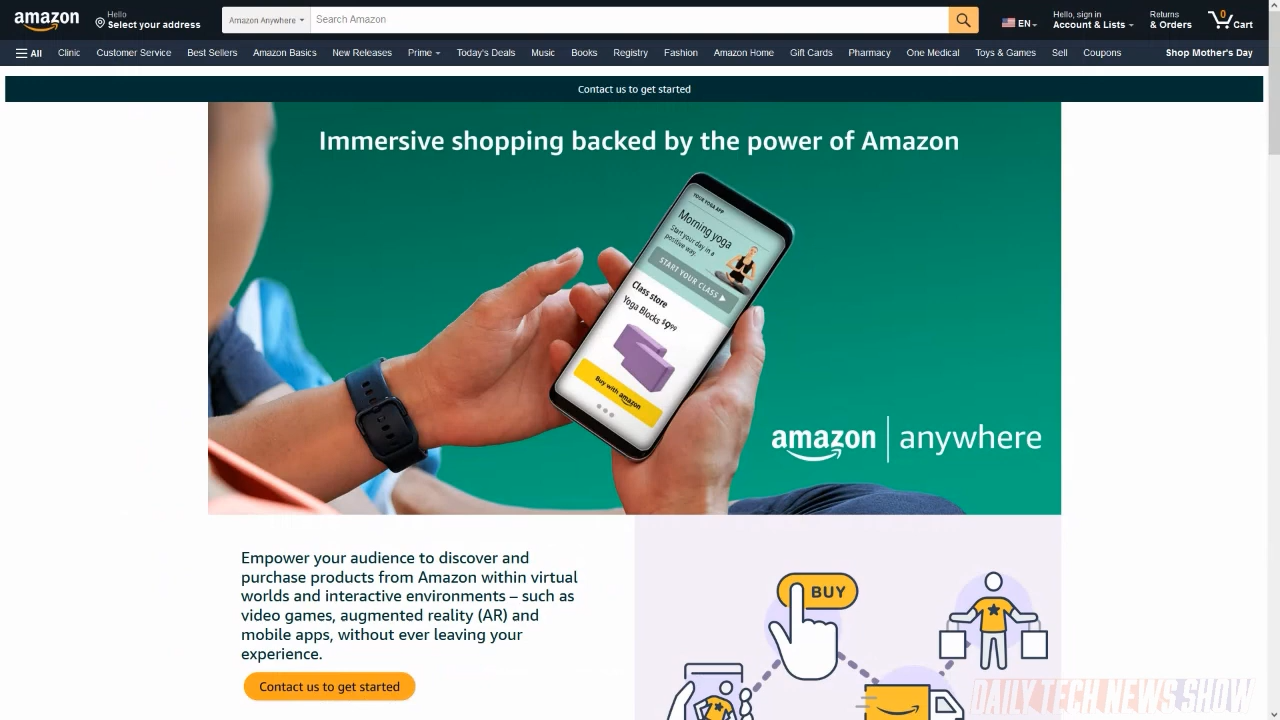 amazon
Hello
Select your address
Amazon Anywhere
Search Amazon
EN
Hello, sign in
Account & Lists
Returns
& Orders
0
Cart
All
Clinic
Customer Service
Best Sellers
Amazon Basics
New Releases
Prime
Today's Deals
Music
Books
Registry
Fashion
Amazon Home
Gift Cards
Pharmacy
One Medical
Toys & Games
Sell
Coupons
Shop Mother's Day
Contact us to get started
Immersive shopping backed by the power of Amazon
YOUR YOGA APP
Morning yoga
Start your day in a
positive way.
START YOUR CLASS
Class store
Yoga Blocks $9.99
Buy with amazon
amazon | anywhere
Empower your audience to discover and
purchase products from Amazon within virtual
worlds and interactive environments – such as
video games, augmented reality (AR) and
mobile apps, without ever leaving your
experience.
Contact us to get started
BUY
DAILY TECH NEWS SHOW